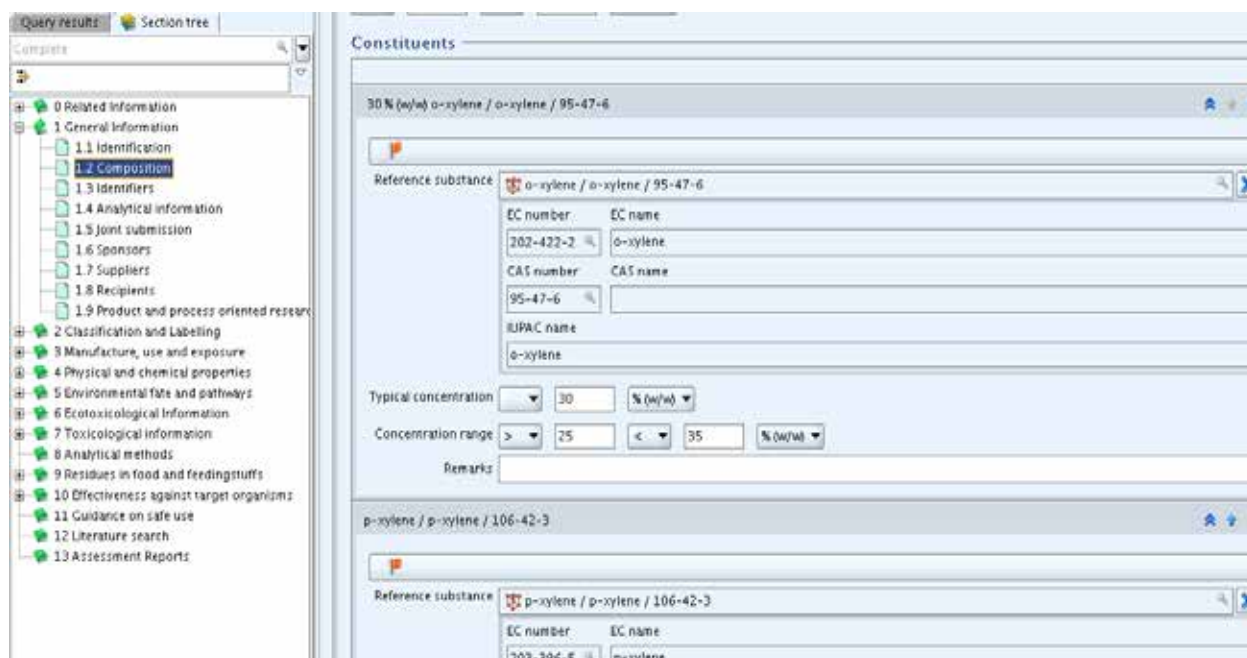 Query results Section tree
Complete
0 Related Information
1 General Information
1.1 Identification
1.2 Composition
1.3 Identifiers
1.4 Analytical information
1.5 Joint submission
1.6 Sponsors
1.7 Suppliers
1.8 Recipients
1.9 Product and process oriented resear
2 Classification and Labelling
3 Manufacture, use and exposure
4 Physical and chemical properties
5 Environmental fate and pathways
6 Ecotoxicological Information
7 Toxicological information
8 Analytical methods
9 Residues in food and feedingstuffs
10 Effectiveness against target organisms
11 Guidance on safe use
12 Literature search
13 Assessment Reports
Constituents
30 % (w/w) o-xylene / o-xylene / 95-47-6
Reference substance o-xylene / o-xylene / 95-47-6
EC number EC name
202-422-2 o-xylene
CAS number CAS name
95-47-6
IUPAC name
o-xylene
Typical concentration 30 % (w/w)
Concentration range > 25 < 35 % (w/w)
Remarks
p-xylene / p-xylene / 106-42-3
Reference substance p-xylene / p-xylene / 106-42-3
EC number EC name
203-396-5 p-xylene